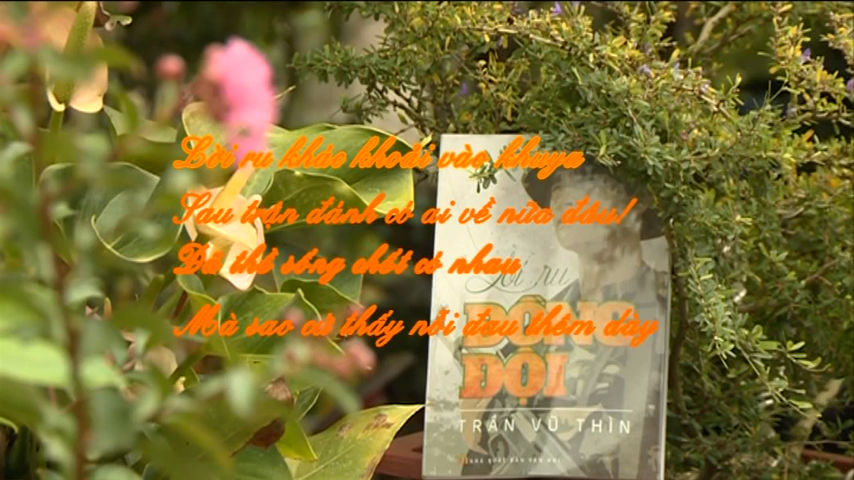 Lời ru khảo khoải vào khuya
Sau trận đánh có ai về nữa đâu!
Đã thề sống chết có nhau
Mà sao cứ thấy nỗi đau thêm dày
Lời ru
ĐỒNG
ĐỘI
TRẦN VŨ THÌN